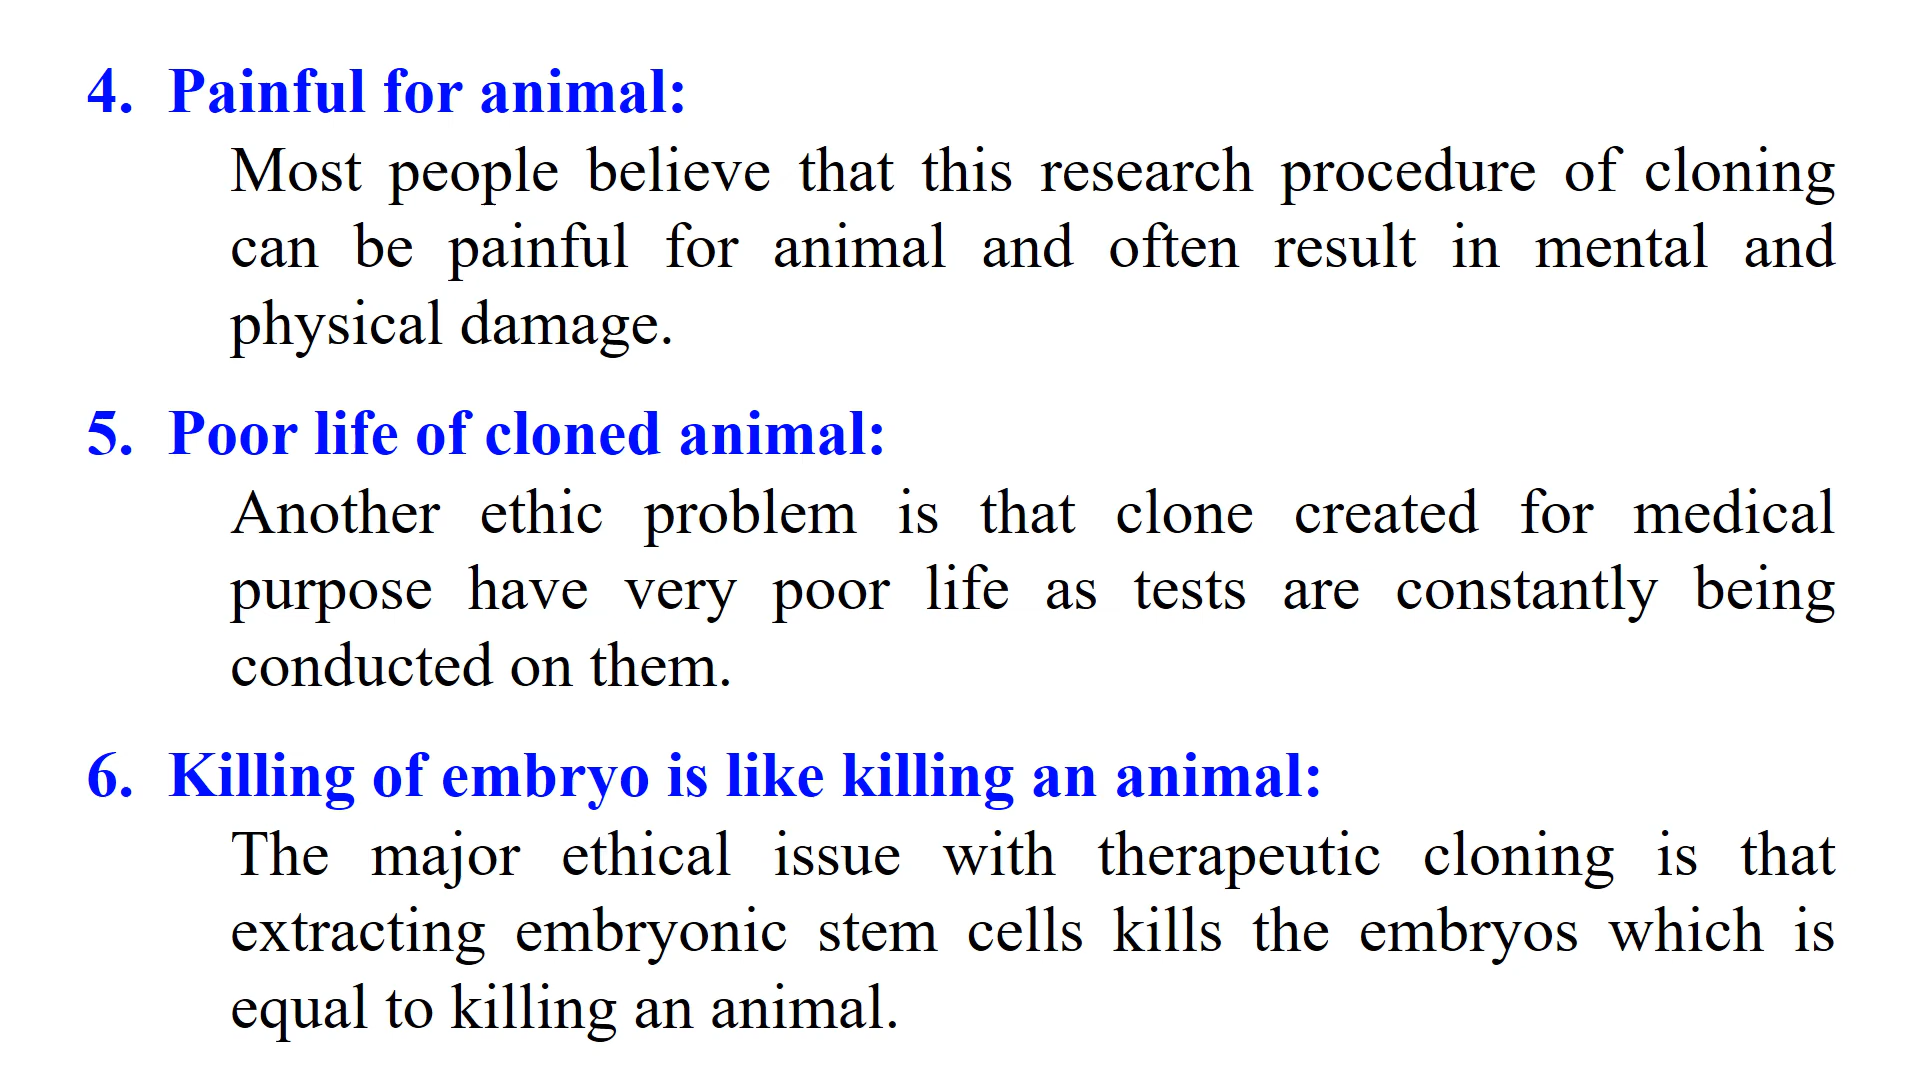 4. Painful for animal:
Most people believe that this research procedure of cloning
can be painful for animal and often result in mental and
physical damage.
5. Poor life of cloned animal:
Another ethic problem is that clone created for medical
purpose have very poor life as tests are constantly being
conducted on them.
6. Killing of embryo is like killing an animal:
The major ethical issue with therapeutic cloning is that
extracting embryonic stem cells kills the embryos which is
equal to killing an animal.